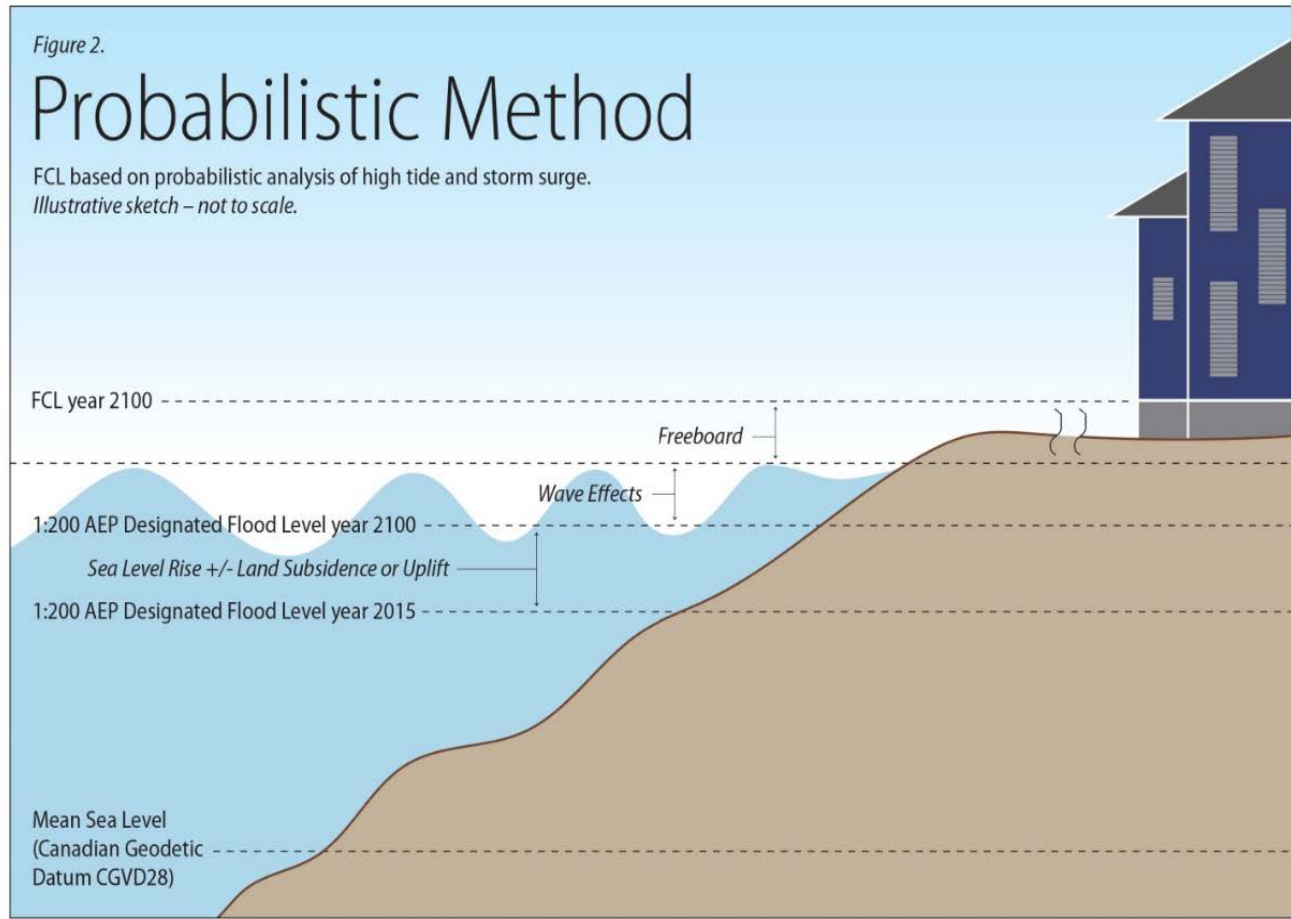 Figure 2.
Probabilistic Method
FCL based on probabilistic analysis of high tide and storm surge.
Illustrative sketch – not to scale.
FCL year 2100
Freeboard
Wave Effects
1:200 AEP Designated Flood Level year 2100
Sea Level Rise +/- Land Subsidence or Uplift
1:200 AEP Designated Flood Level year 2015
Mean Sea Level
(Canadian Geodetic
Datum CGVD28)